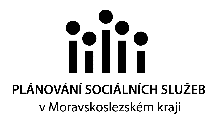 PLÁNOVÁNÍ SOCIÁLNÍCH SLUŽEB
v Moravskoslezském kraji